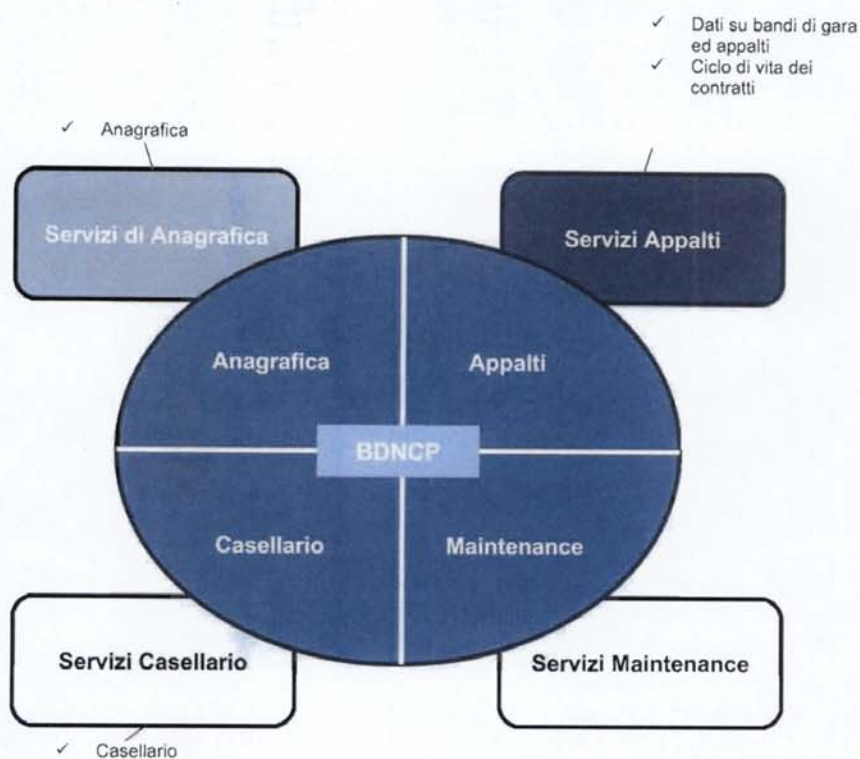 ✓ Dati su bandi di gara
ed appalti
✓ Ciclo di vita dei
contratti
✓ Anagrafica
Servizi di Anagrafica
Servizi Appalti
Anagrafica
Appalti
BDNCP
Casellario
Maintenance
Servizi Casellario
Servizi Maintenance
✓ Casellario